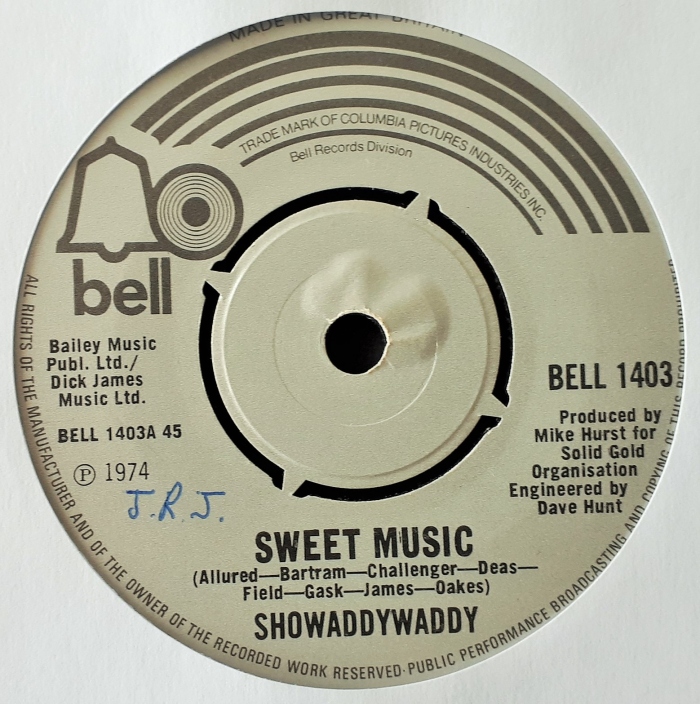 MADE IN GREAT BRITAIN
TRADE MARK OF COLUMBIA PICTURES INDUSTRIES INC.
Bell Records Division
bell
Bailey Music
Publ. Ltd./
Dick James
Music Ltd.
BELL 1403A 45
Ⓟ 1974
J.R.J.
BELL 1403
Produced by
Mike Hurst for
Solid Gold
Organisation
Engineered by
Dave Hunt
SWEET MUSIC
(Allured—Bartram—Challenger—Deas—
Field—Gask—James—Oakes)
SHOWADDYWADDY
ALL RIGHTS OF THE MANUFACTURER AND OF THE OWNER OF THE RECORDED WORK RESERVED·PUBLIC PERFORMANCE BROADCASTING AND COPYING OF THIS RECORD PROHIBITED